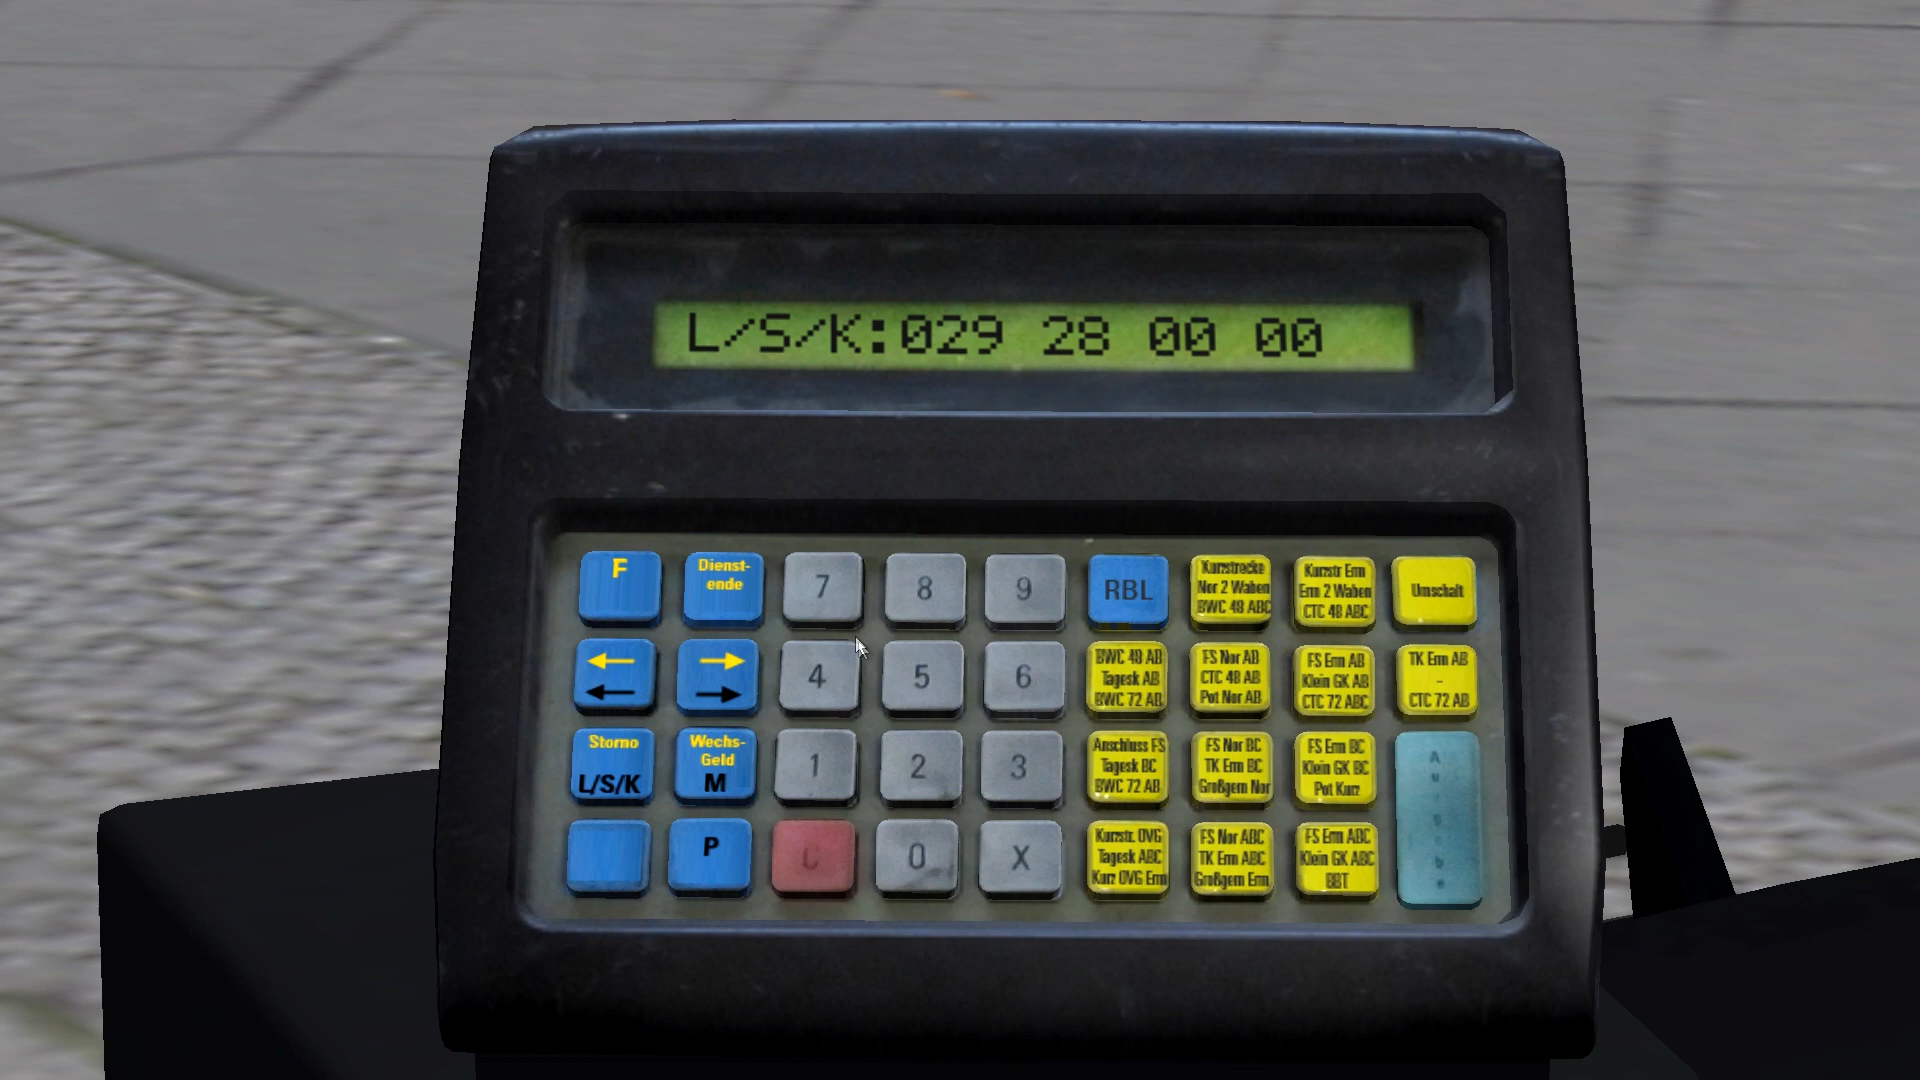 L/S/K:029 28 00 00
F
Dienst-
ende
7
8
9
RBL
Kurzstrecke
Nor 2 Waben
BWC 48 ABC
Kurzstr Erm
Erm 2 Waben
CTC 48 ABC
Umschalt
← →
← →
4
5
6
BWC 48 AB
Tagesk AB
BWC 72 AB
FS Nor AB
CTC 48 AB
Pot Nor AB
FS Erm AB
Klein GK AB
CTC 72 ABC
TK Erm AB
-
CTC 72 AB
Storno
L/S/K
Wechs-
Geld
M
1
2
3
Anschluss FS
Tagesk BC
BWC 72 AB
FS Nor BC
TK Erm BC
Großgem Nor
FS Erm BC
Klein GK BC
Pot Kurz
Ausgabe
P
C
0
X
Kurzstr. OVG
Tagesk ABC
Kurz OVG Erm
FS Nor ABC
TK Erm ABC
Großgem Erm
FS Erm ABC
Klein GK ABC
BBT